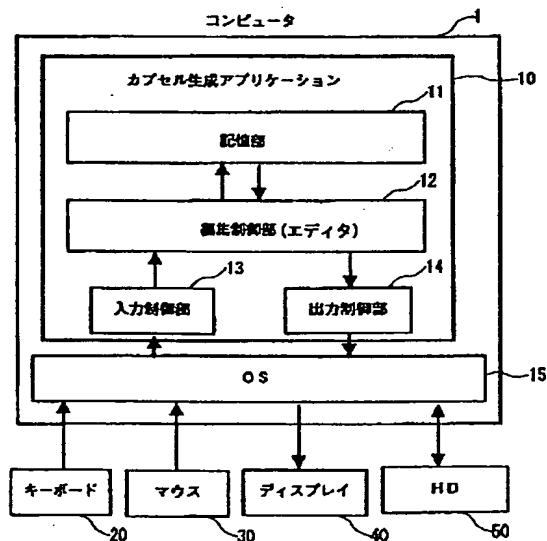 コンピュータ
1
カプセル生成アプリケーション
10
11
記憶部
12
編集制御部(エディタ)
13
14
入力制御部
出力制御部
OS
15
キーボード
マウス
ディスプレイ
HD
20
30
40
50